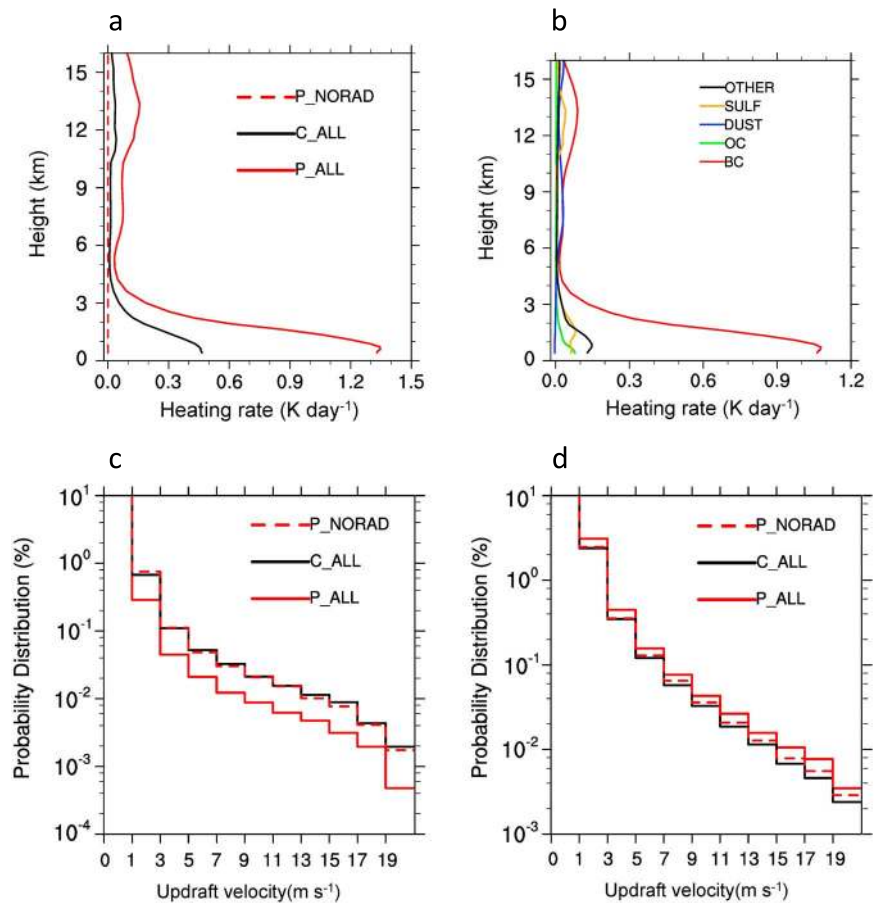 a
15
12
9
6
3
0
Height (km)
P_NORAD
C_ALL
P_ALL
0 0.3 0.6 0.9 1.2 1.5
Heating rate (K day⁻¹)
b
15
12
9
6
3
0
Height (km)
OTHER
SULF
DUST
OC
BC
0 0.3 0.6 0.9 1.2
Heating rate (K day⁻¹)
c
10¹
10⁰
10⁻¹
10⁻²
10⁻³
10⁻⁴
Probability Distribution (%)
P_NORAD
C_ALL
P_ALL
0 1 3 5 7 9 11 13 15 17 19
Updraft velocity(m s⁻¹)
d
10¹
10⁰
10⁻¹
10⁻²
10⁻³
Probability Distribution (%)
P_NORAD
C_ALL
P_ALL
0 1 3 5 7 9 11 13 15 17 19
Updraft velocity(m s⁻¹)